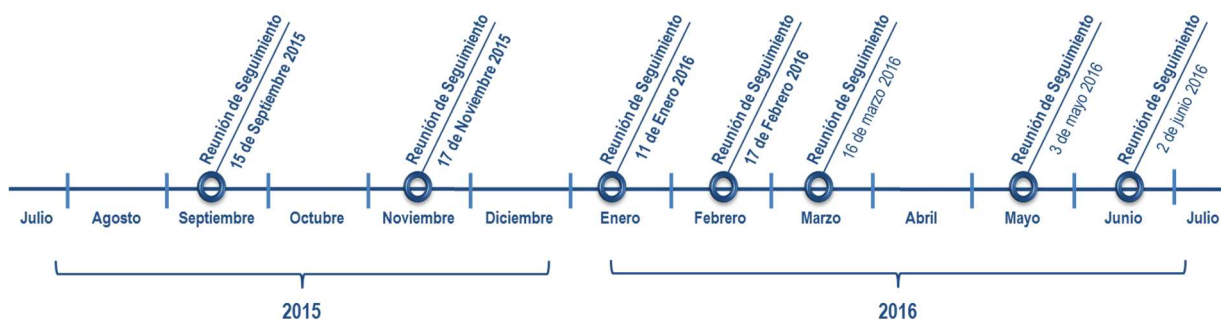 Reunión de Seguimiento
15 de Septiembre 2015
Reunión de Seguimiento
17 de Noviembre 2015
Reunión de Seguimiento
11 de Enero 2016
Reunión de Seguimiento
17 de Febrero 2016
Reunión de Seguimiento
16 de marzo 2016
Reunión de Seguimiento
3 de mayo 2016
Reunión de Seguimiento
2 de junio 2016
Julio Agosto Septiembre Octubre Noviembre Diciembre Enero Febrero Marzo Abril Mayo Junio Julio
2015 2016